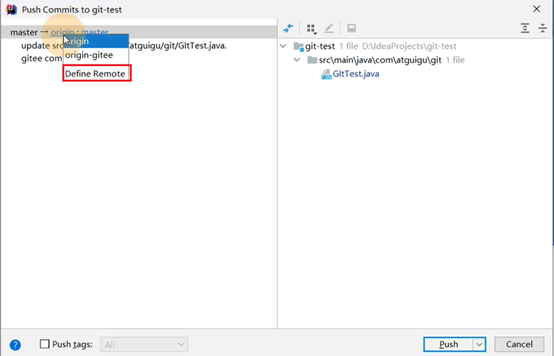 Push Commits to git-test
master → origin : master
origin
origin-gitee
Define Remote
update src
atguigu/git/GItTest.java.
gitee com
git-test 1 file D:\IdeaProjects\git-test
src\main\java\com\atguigu\git 1 file
GItTest.java
? Push tags: All
Push
Cancel